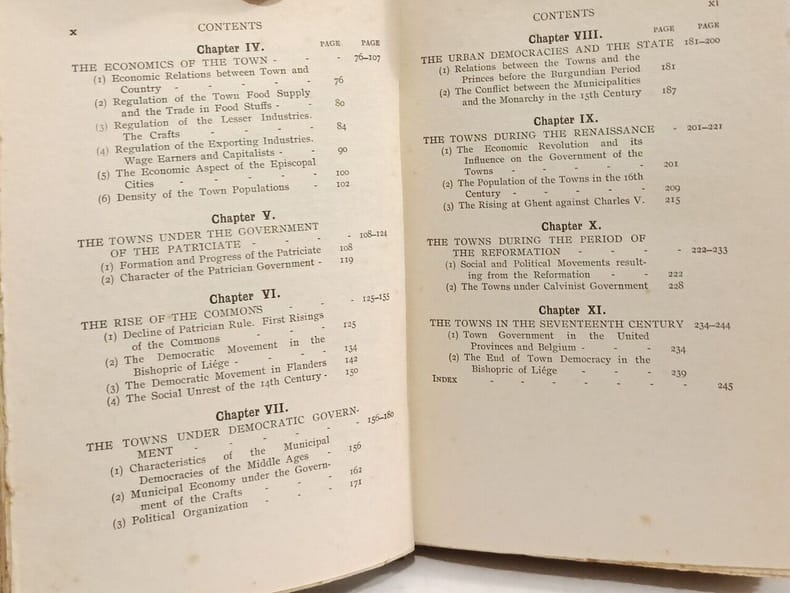 x CONTENTS
Chapter IV.
PAGE PAGE
THE ECONOMICS OF THE TOWN - - - 76–107
(1) Economic Relations between Town and
Country - - - - - 76
(2) Regulation of the Town Food Supply
and the Trade in Food Stuffs - - 80
(3) Regulation of the Lesser Industries.
The Crafts - - - - 84
(4) Regulation of the Exporting Industries.
Wage Earners and Capitalists - - 90
(5) The Economic Aspect of the Episcopal
Cities - - - - - 100
(6) Density of the Town Populations - - 102
Chapter V.
THE TOWNS UNDER THE GOVERNMENT
OF THE PATRICIATE - - - - 108–124
(1) Formation and Progress of the Patriciate 108
(2) Character of the Patrician Government - 119
Chapter VI.
THE RISE OF THE COMMONS - - - 125–155
(1) Decline of Patrician Rule. First Risings
of the Commons - - - - 125
(2) The Democratic Movement in the
Bishopric of Liége - - - - 134
(3) The Democratic Movement in Flanders 142
(4) The Social Unrest of the 14th Century - 150
Chapter VII.
THE TOWNS UNDER DEMOCRATIC GOVERN-
MENT - - - - - - 156–180
(1) Characteristics of the Municipal
Democracies of the Middle Ages - 156
(2) Municipal Economy under the Govern-
ment of the Crafts - - - 162
(3) Political Organization - - - 171
CONTENTS xi
Chapter VIII.
PAGE PAGE
THE URBAN DEMOCRACIES AND THE STATE 181–200
(1) Relations between the Towns and the
Princes before the Burgundian Period 181
(2) The Conflict between the Municipalities
and the Monarchy in the 15th Century 187
Chapter IX.
THE TOWNS DURING THE RENAISSANCE - 201–221
(1) The Economic Revolution and its
Influence on the Government of the
Towns - - - - - 201
(2) The Population of the Towns in the 16th
Century - - - - - 209
(3) The Rising at Ghent against Charles V. 215
Chapter X.
THE TOWNS DURING THE PERIOD OF
THE REFORMATION - - - - 222–233
(1) Social and Political Movements result-
ing from the Reformation - - 222
(2) The Towns under Calvinist Government 228
Chapter XI.
THE TOWNS IN THE SEVENTEENTH CENTURY 234–244
(1) Town Government in the United
Provinces and Belgium - - - 234
(2) The End of Town Democracy in the
Bishopric of Liége - - - 239
INDEX - - - - - - - 245